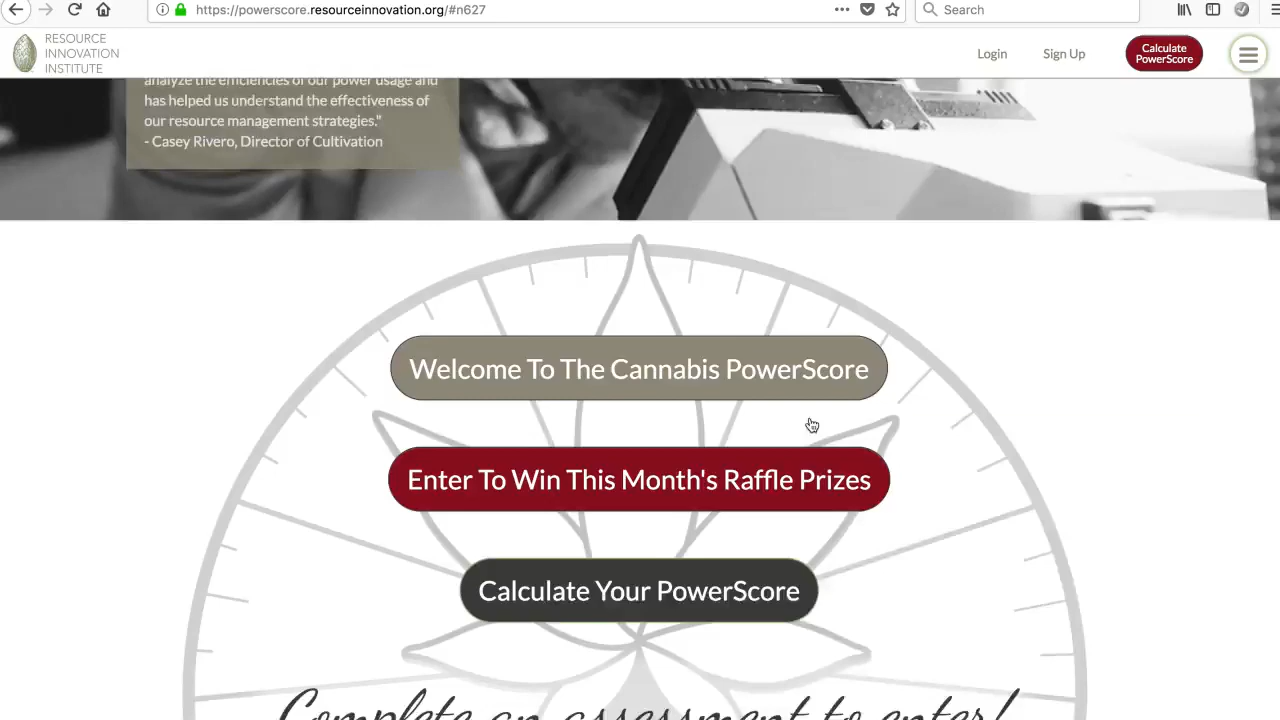 https://powerscore.resourceinnovation.org/#n627
Search
RESOURCE
INNOVATION
INSTITUTE
Login
Sign Up
Calculate
PowerScore
analyze the efficiencies of our power usage and
has helped us understand the effectiveness of
our resource management strategies."
- Casey Rivero, Director of Cultivation
Welcome To The Cannabis PowerScore
Enter To Win This Month's Raffle Prizes
Calculate Your PowerScore
Complete an assessment to enter!